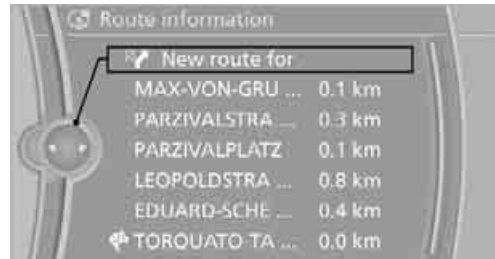 Route information
New route for
MAX-VON-GRU ... 0.1 km
PARZIVALSTRA ... 0.3 km
PARZIVALPLATZ 0.1 km
LEOPOLDSTRA ... 0.8 km
EDUARD-SCHE ... 0.4 km
TORQUATO TA ... 0.0 km